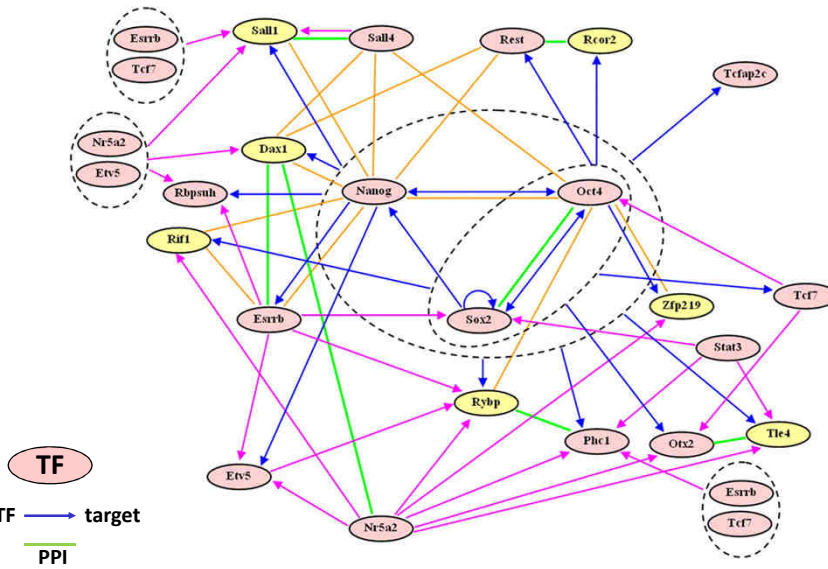 Esrrb
Tcf7
Sall1
Sall4
Rest
Rcor2
Tcfap2c
Nr5a2
Etv5
Dax1
Rbpsuh
Nanog
Oct4
Rif1
Esrrb
Sox2
Zfp219
Tcf7
Stat3
Rybp
Phc1
Otx2
Tle4
TF
Etv5
Esrrb
Tcf7
Nr5a2
TF target
PPI